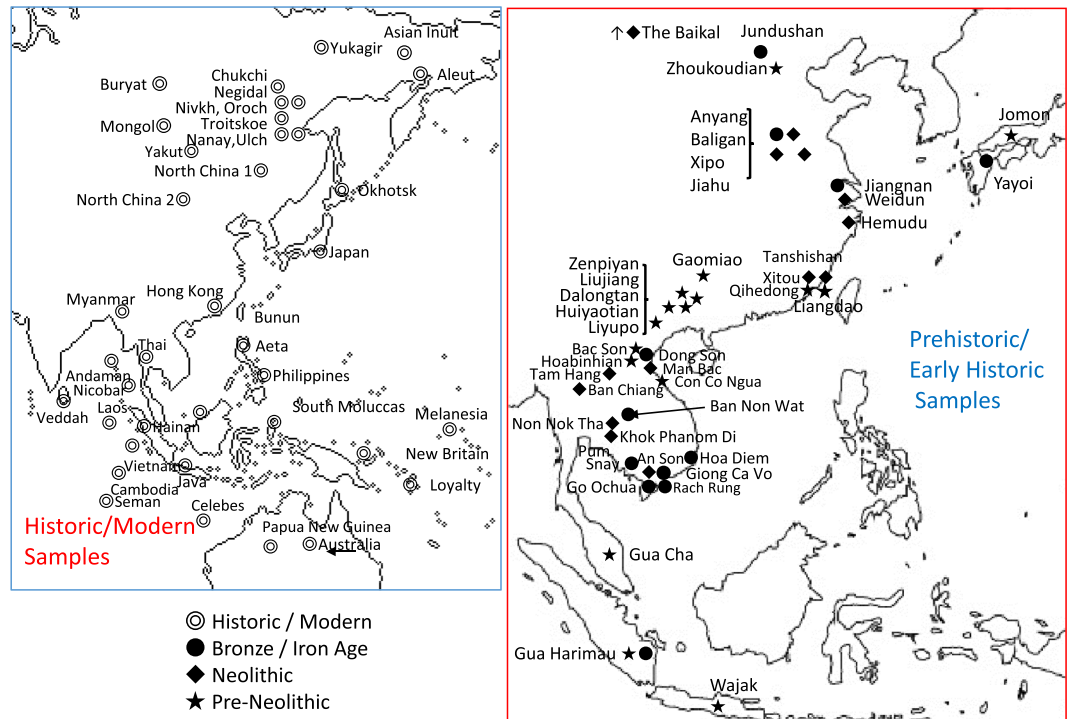 Asian Inuit
Yukagir
Aleut
Buryat
Chukchi
Negidal
Nivkh, Oroch
Troitskoe
Nanay,Ulch
Mongol
Yakut
North China 1
North China 2
Okhotsk
Japan
Hong Kong
Myanmar
Bunun
Thai
Aeta
Andaman
Nicobar
Philippines
Veddah
Laos
Hainan
South Moluccas
Melanesia
New Britain
Vietnam
Java
Cambodia
Seman
Loyalty
Celebes
Papua New Guinea
Australia
Historic/Modern
Samples
Historic / Modern
Bronze / Iron Age
Neolithic
Pre-Neolithic
↑ The Baikal
Jundushan
Zhoukoudian
Anyang
Baligan
Xipo
Jiahu
Jomon
Yayoi
Jiangnan
Weidun
Hemudu
Tanshishan
Xitou
Qihedong
Liangdao
Zenpiyan
Liujiang
Dalongtan
Huiyaotian
Liyupo
Gaomiao
Bac Son
Hoabinnian
Tam Hang
Dong Son
Man Bac
Con Co Ngua
Ban Chiang
Ban Non Wat
Non Nok Tha
Khok Phanom Di
Pum
Snay
An Son
Hoa Diem
Giong Ca Vo
Go Ochua
Rach Rung
Gua Cha
Gua Harimau
Wajak
Prehistoric/
Early Historic
Samples